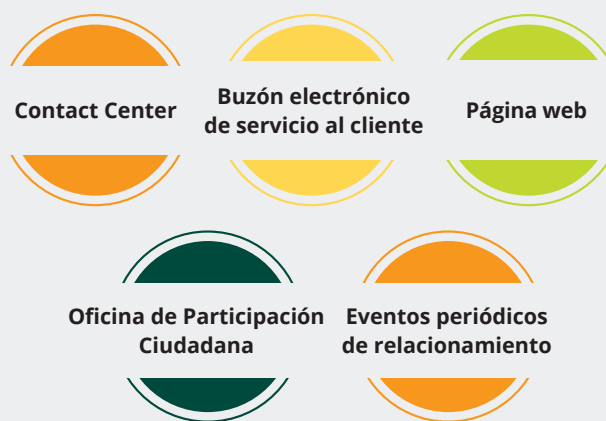 Contact Center
Buzón electrónico
de servicio al cliente
Página web
Oficina de Participación
Ciudadana
Eventos periódicos
de relacionamiento